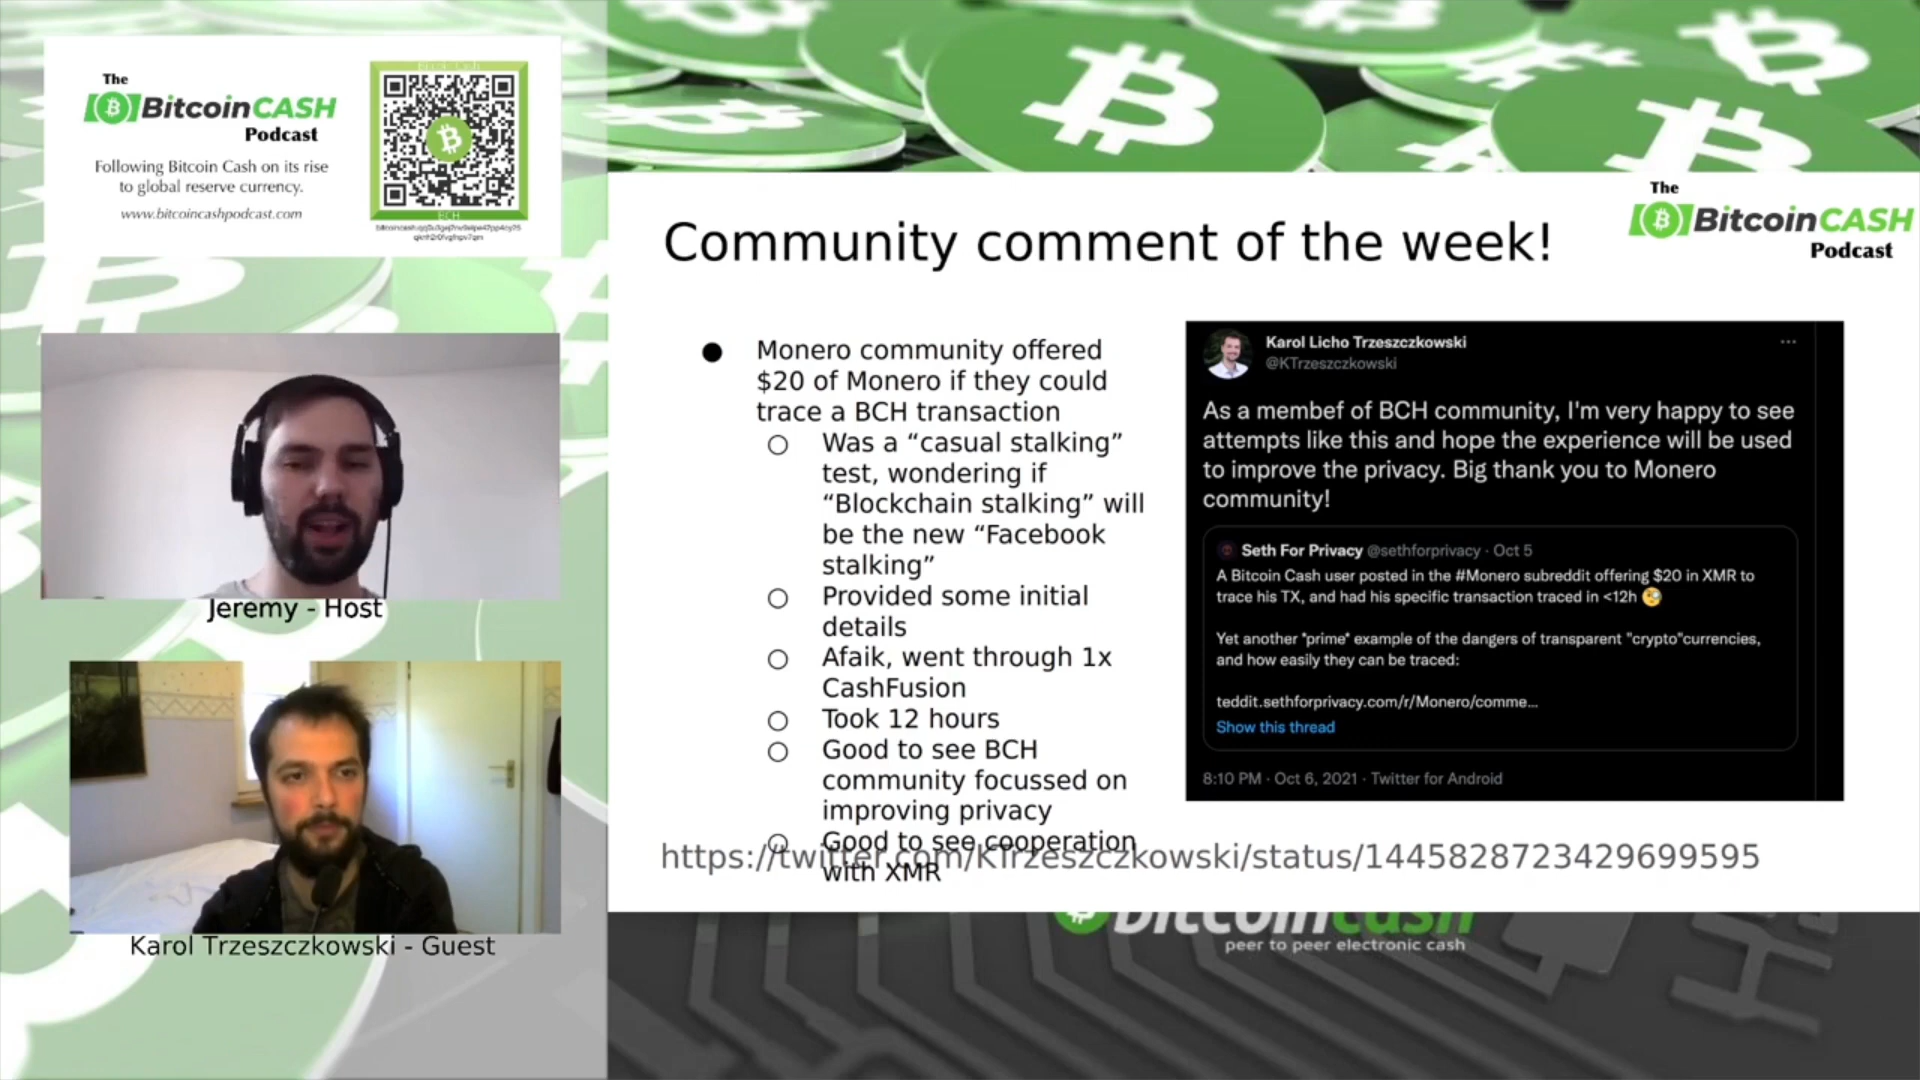 The
BitcoinCASH
Podcast
Following Bitcoin Cash on its rise
to global reserve currency.
www.bitcoincashpodcast.com
BCH
Jeremy - Host
Karol Trzeszczkowski - Guest
The
BitcoinCASH
Podcast
Community comment of the week!
● Monero community offered
$20 of Monero if they could
trace a BCH transaction
○ Was a “casual stalking”
test, wondering if
“Blockchain stalking” will
be the new “Facebook
stalking”
○ Provided some initial
details
○ Afaik, went through 1x
CashFusion
○ Took 12 hours
○ Good to see BCH
community focussed on
improving privacy
○ Good to see cooperation
with XMR
Karol Licho Trzeszczkowski
@KTrzeszczkowski
As a membef of BCH community, I'm very happy to see
attempts like this and hope the experience will be used
to improve the privacy. Big thank you to Monero
community!
Seth For Privacy @sethforprivacy · Oct 5
A Bitcoin Cash user posted in the #Monero subreddit offering $20 in XMR to
trace his TX, and had his specific transaction traced in <12h 🧐
Yet another *prime* example of the dangers of transparent "crypto"currencies,
and how easily they can be traced:
teddit.sethforprivacy.com/r/Monero/comme...
Show this thread
8:10 PM · Oct 6, 2021 · Twitter for Android
https://twitter.com/KTrzeszczkowski/status/1445828723429699595
Bitcoincash
peer to peer electronic cash